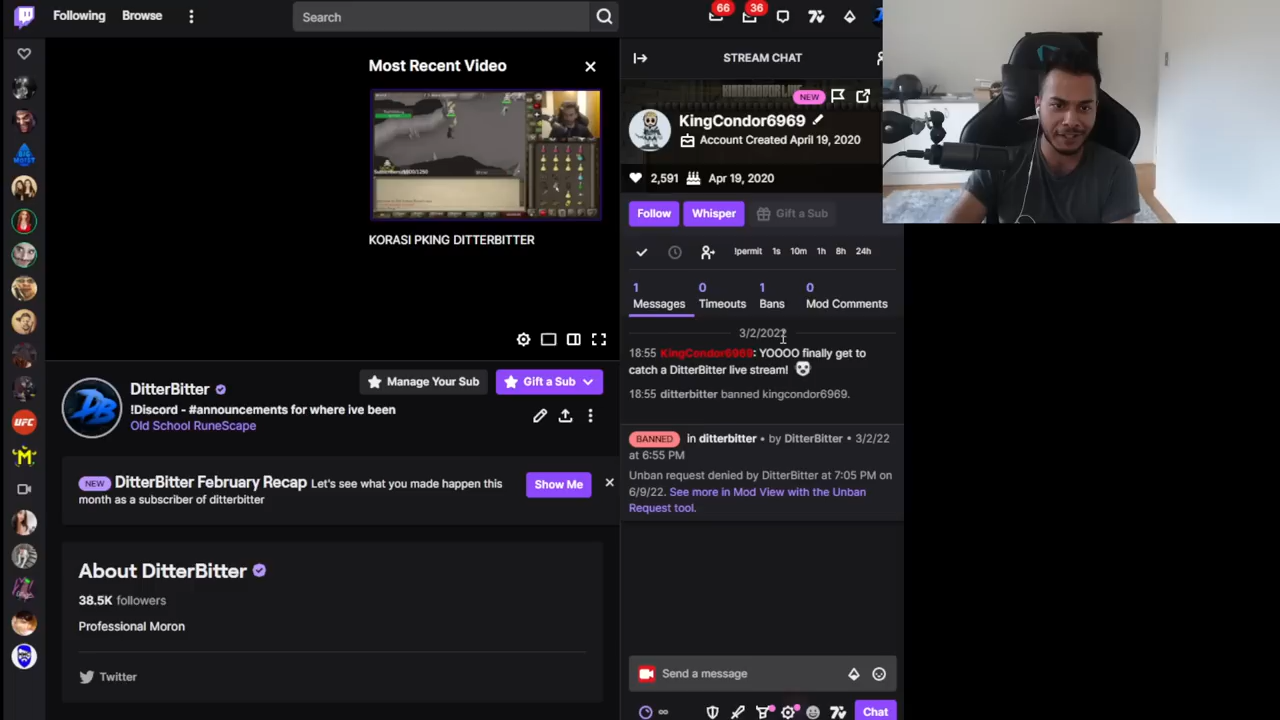 Following
Browse
Search
66
36
Most Recent Video
KORASI PKING DITTERBITTER
DitterBitter
!Discord - #announcements for where ive been
Old School RuneScape
Manage Your Sub
Gift a Sub
NEW DitterBitter February Recap Let's see what you made happen this
month as a subscriber of ditterbitter
Show Me
About DitterBitter
38.5K followers
Professional Moron
Twitter
STREAM CHAT
NEW
KingCondor6969
Account Created April 19, 2020
2,591 Apr 19, 2020
Follow
Whisper
Gift a Sub
!permit 1s 10m 1h 8h 24h
1 0 1 0
Messages Timeouts Bans Mod Comments
3/2/2022
18:55 KingCondor6969: YOOOO finally get to
catch a DitterBitter live stream!
18:55 ditterbitter banned kingcondor6969.
BANNED in ditterbitter • by DitterBitter • 3/2/22
at 6:55 PM
Unban request denied by DitterBitter at 7:05 PM on
6/9/22. See more in Mod View with the Unban
Request tool.
Send a message
Chat
UFC